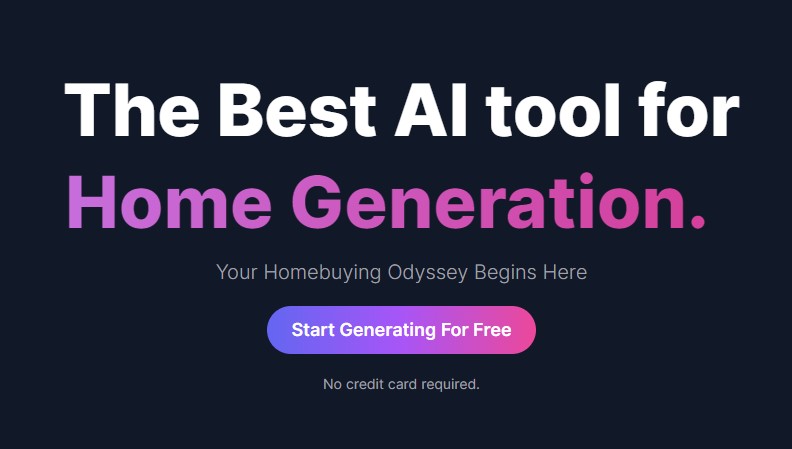 The Best AI tool for
Home Generation.
Your Homebuying Odyssey Begins Here
Start Generating For Free
No credit card required.